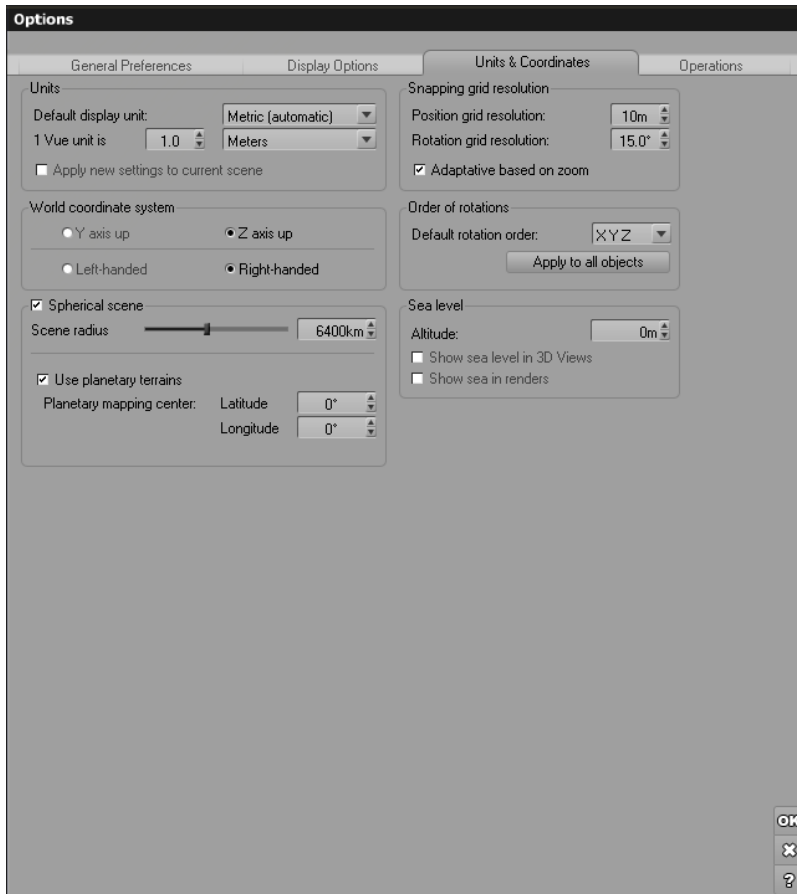 Options
General Preferences
Display Options
Units & Coordinates
Operations
Units
Default display unit: Metric (automatic)
1 Vue unit is 1.0 Meters
Apply new settings to current scene
World coordinate system
Y axis up Z axis up
Left-handed Right-handed
Spherical scene
Scene radius 6400km
Use planetary terrains
Planetary mapping center: Latitude 0°
Longitude 0°
Snapping grid resolution
Position grid resolution: 10m
Rotation grid resolution: 15.0°
Adaptative based on zoom
Order of rotations
Default rotation order: XYZ
Apply to all objects
Sea level
Altitude: 0m
Show sea level in 3D Views
Show sea in renders
OK
?